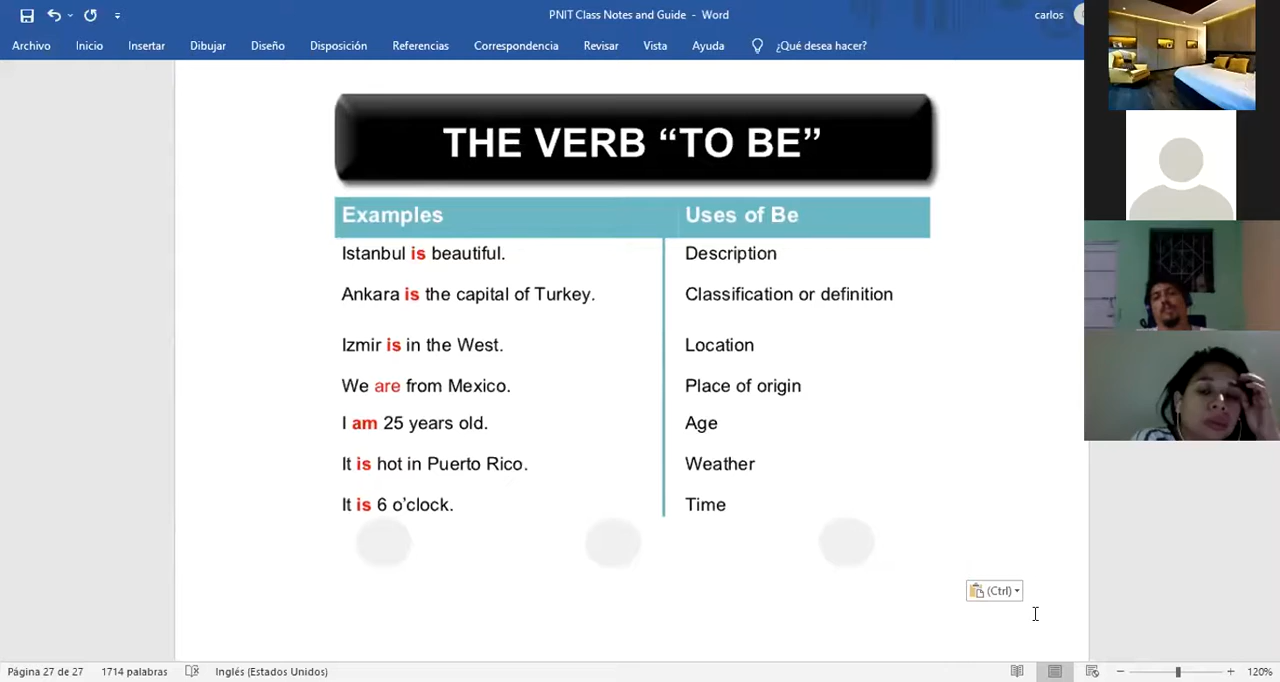 PNIT Class Notes and Guide - Word
carlos
Archivo Inicio Insertar Dibujar Diseño Disposición Referencias Correspondencia Revisar Vista Ayuda ¿Qué desea hacer?
THE VERB “TO BE”
Examples Uses of Be
Istanbul is beautiful. Description
Ankara is the capital of Turkey. Classification or definition
Izmir is in the West. Location
We are from Mexico. Place of origin
I am 25 years old. Age
It is hot in Puerto Rico. Weather
It is 6 o’clock. Time
(Ctrl)
Página 27 de 27 1714 palabras Inglés (Estados Unidos) 120%